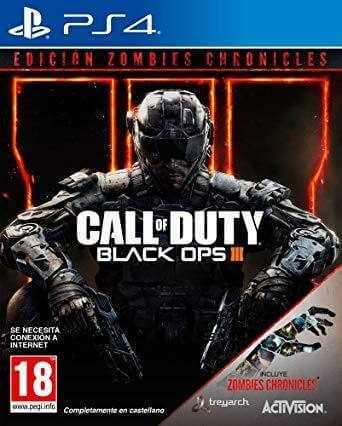 PS4
EDICIÓN ZOMBIES CHRONICLES
CALL OF DUTY
BLACK OPS III
SE NECESITA
CONEXIÓN A
INTERNET
18
www.pegi.info
Completamente en castellano
INCLUYE
ZOMBIES CHRONICLES
treyarch
ACTIVISION